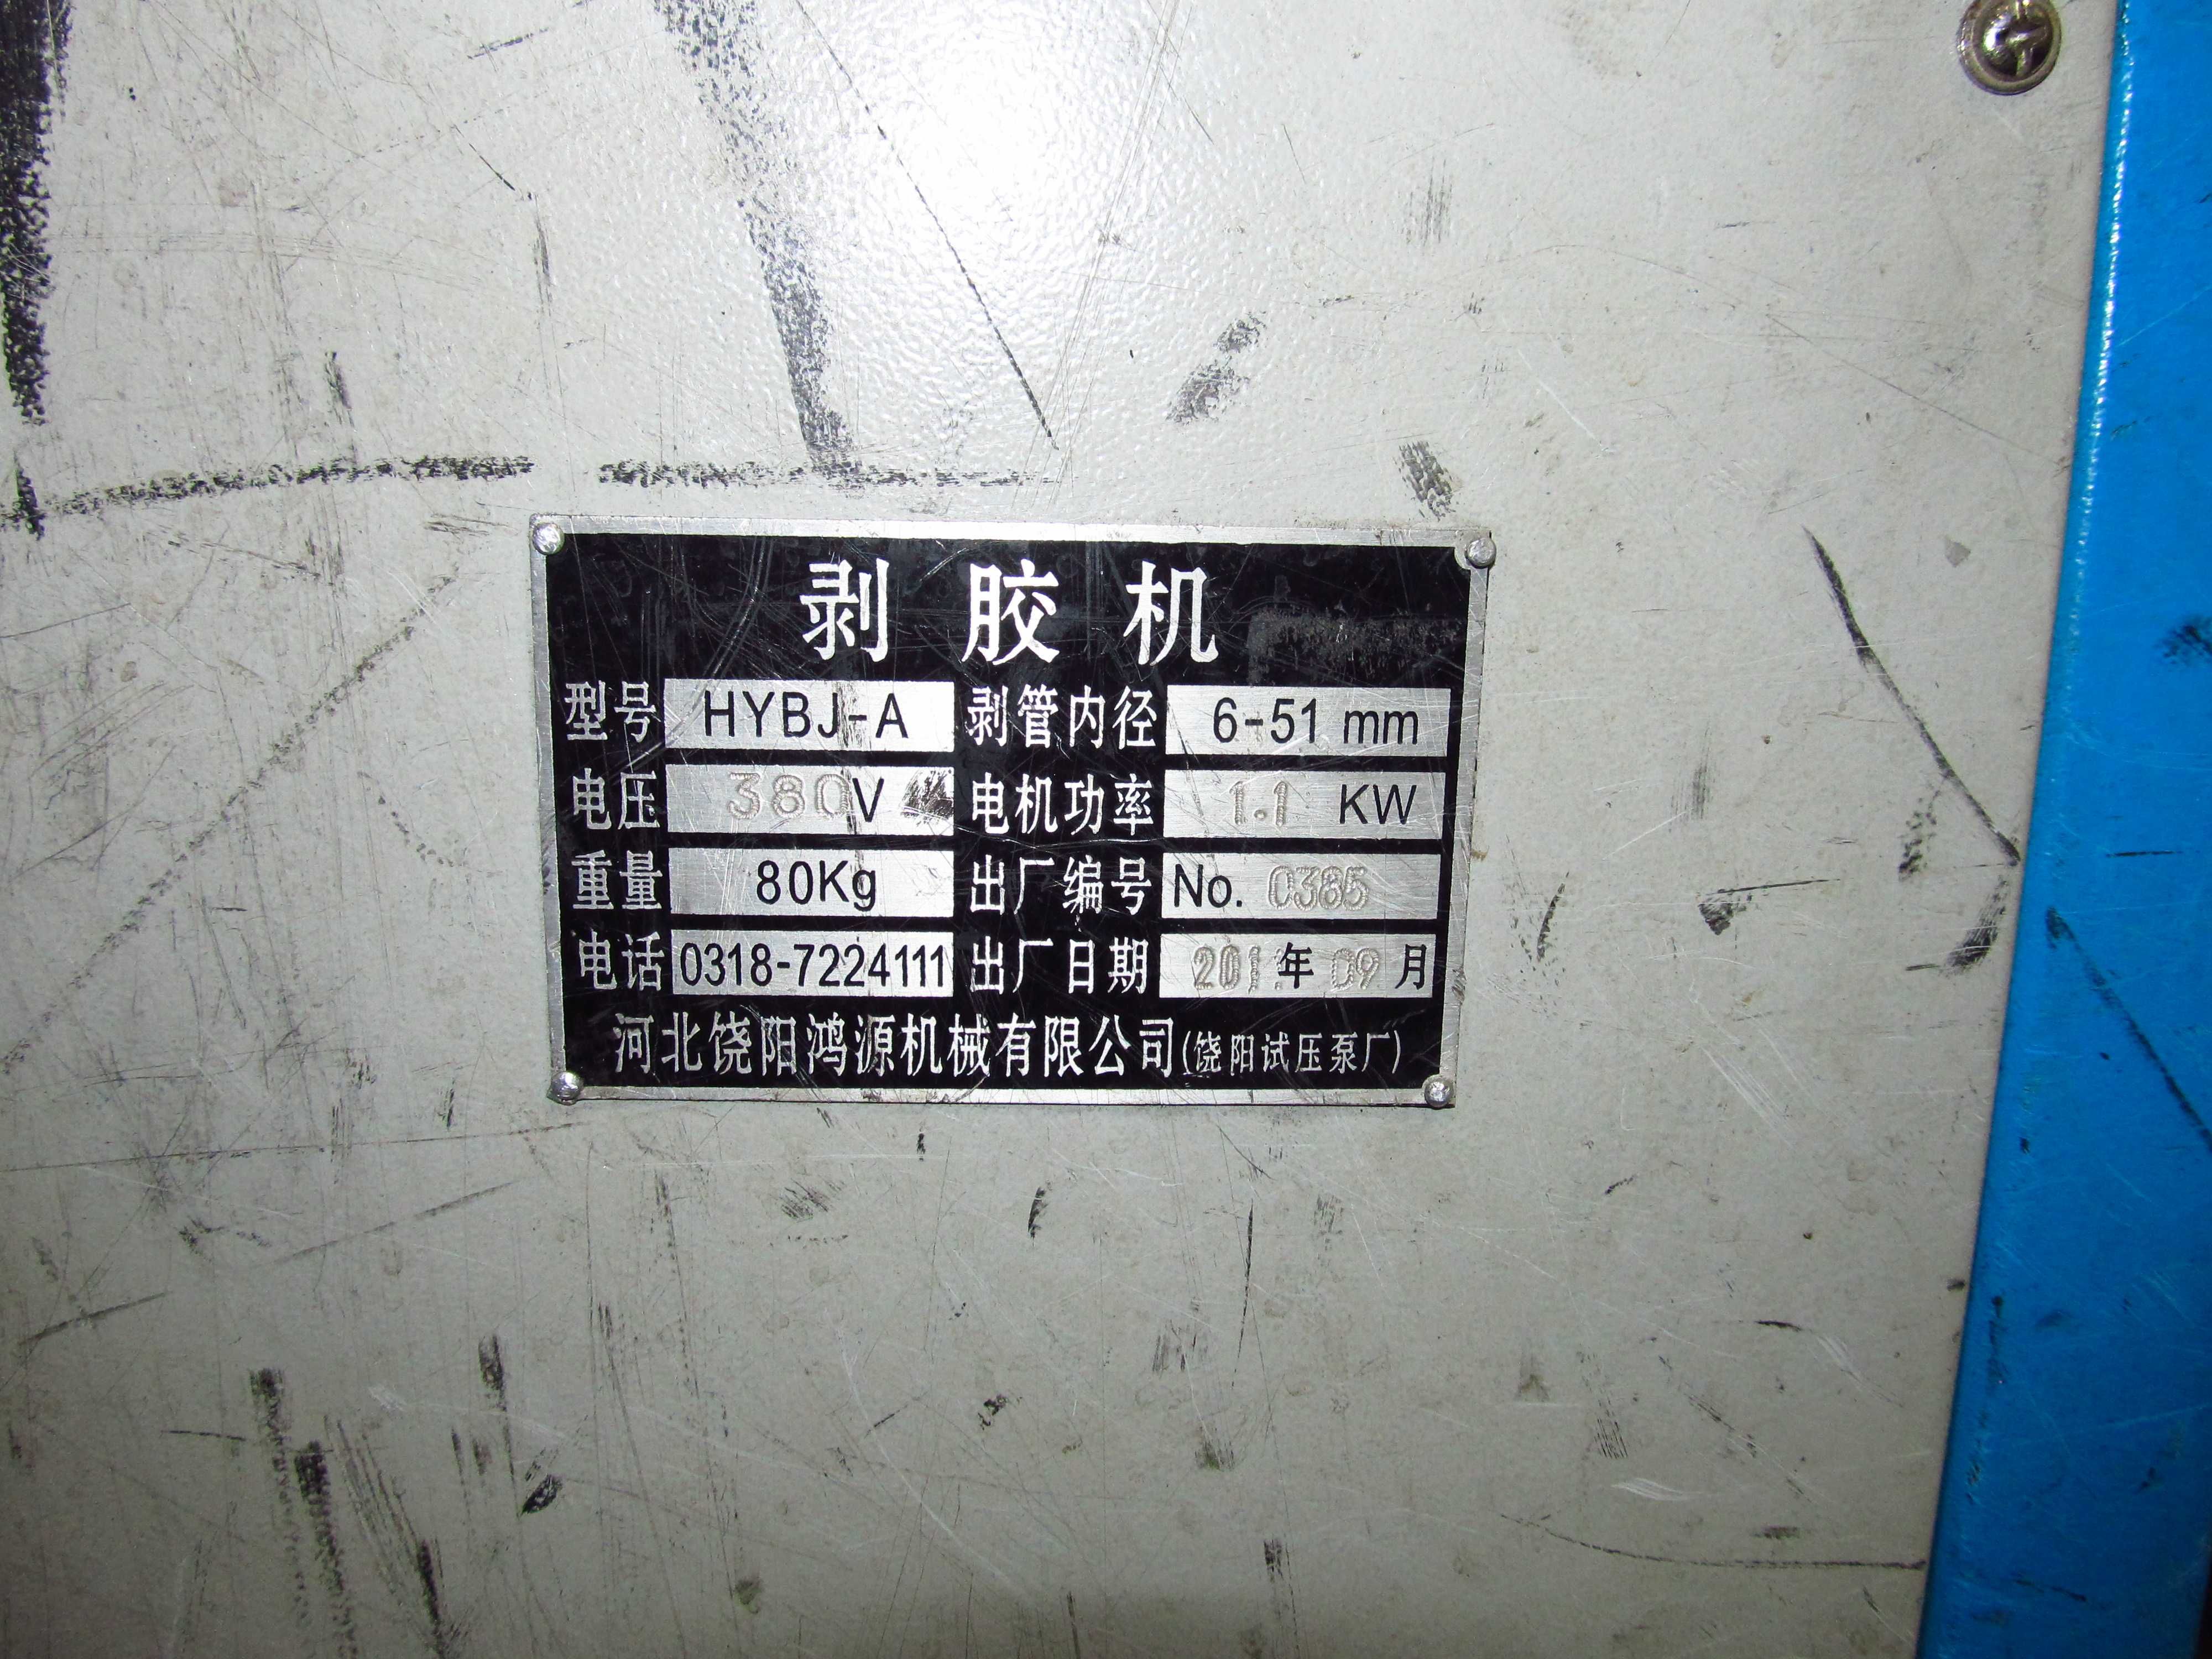 剥胶机
型号 HYBJ-A 剥管内径 6-51 mm
电压 380V 电机功率 1.1 KW
重量 80Kg 出厂编号 No. 0385
电话 0318-7224111 出厂日期 年 09 月
河北饶阳鸿源机械有限公司(饶阳试压泵厂)